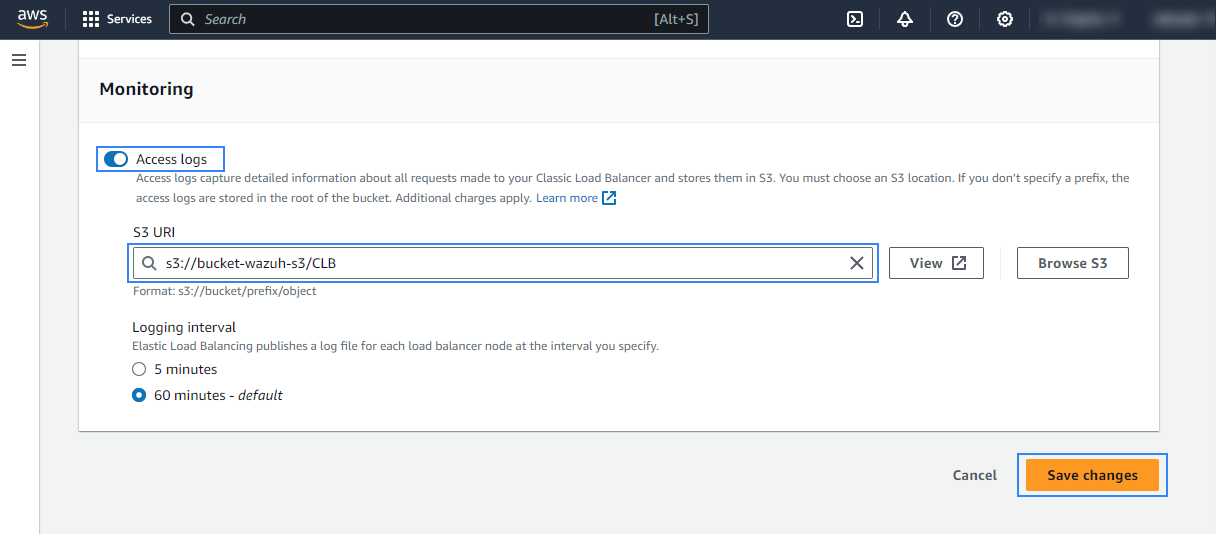 aws
Services
Search
[Alt+S]
Monitoring
Access logs
Access logs capture detailed information about all requests made to your Classic Load Balancer and stores them in S3. You must choose an S3 location. If you don't specify a prefix, the
access logs are stored in the root of the bucket. Additional charges apply. Learn more
S3 URI
s3://bucket-wazuh-s3/CLB
View
Browse S3
Format: s3://bucket/prefix/object
Logging interval
Elastic Load Balancing publishes a log file for each load balancer node at the interval you specify.
5 minutes
60 minutes - default
Cancel
Save changes